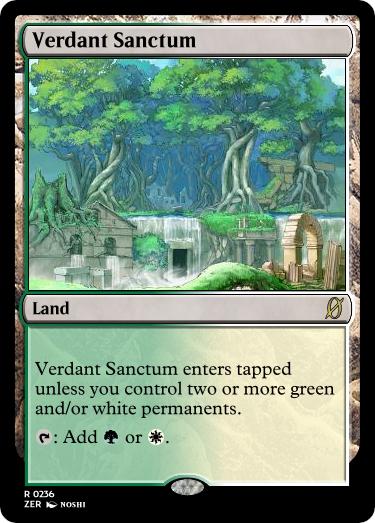 Verdant Sanctum
Land
Verdant Sanctum enters tapped
unless you control two or more green
and/or white permanents.
: Add or .
R 0236
ZER NOSHI